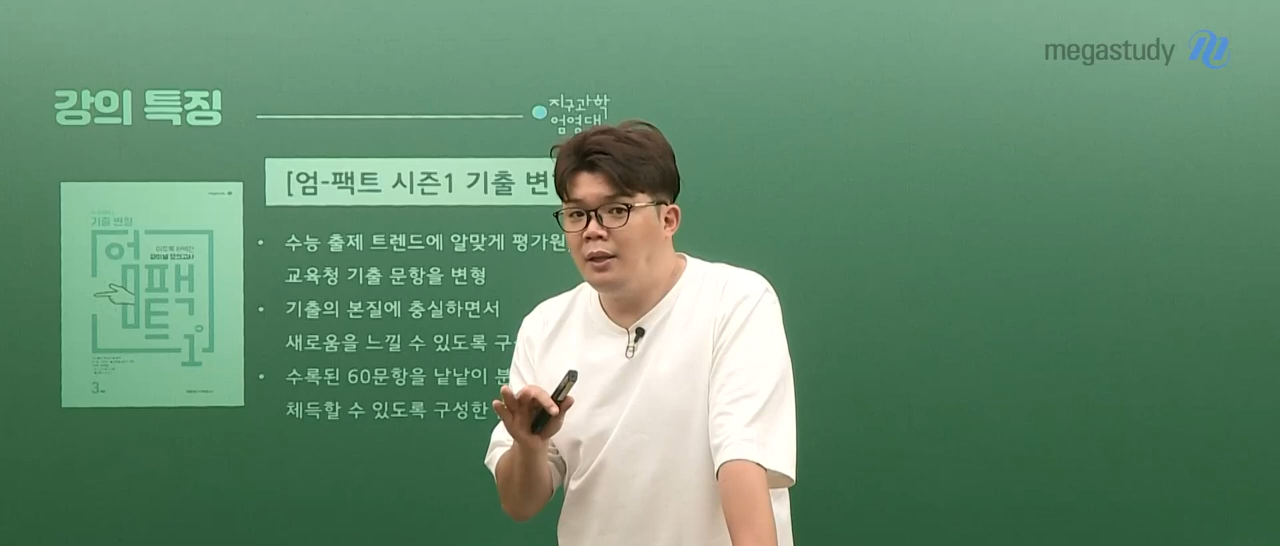 megastudy
강의 특징
지구과학
엄영대
[엄-팩트 시즌1 기출 변
기출 변형
엄팩트
1
3
• 수능 출제 트렌드에 알맞게 평가원,
교육청 기출 문항을 변형
• 기출의 본질에 충실하면서
새로움을 느낄 수 있도록 구
• 수록된 60문항을 낱낱이 분
체득할 수 있도록 구성한